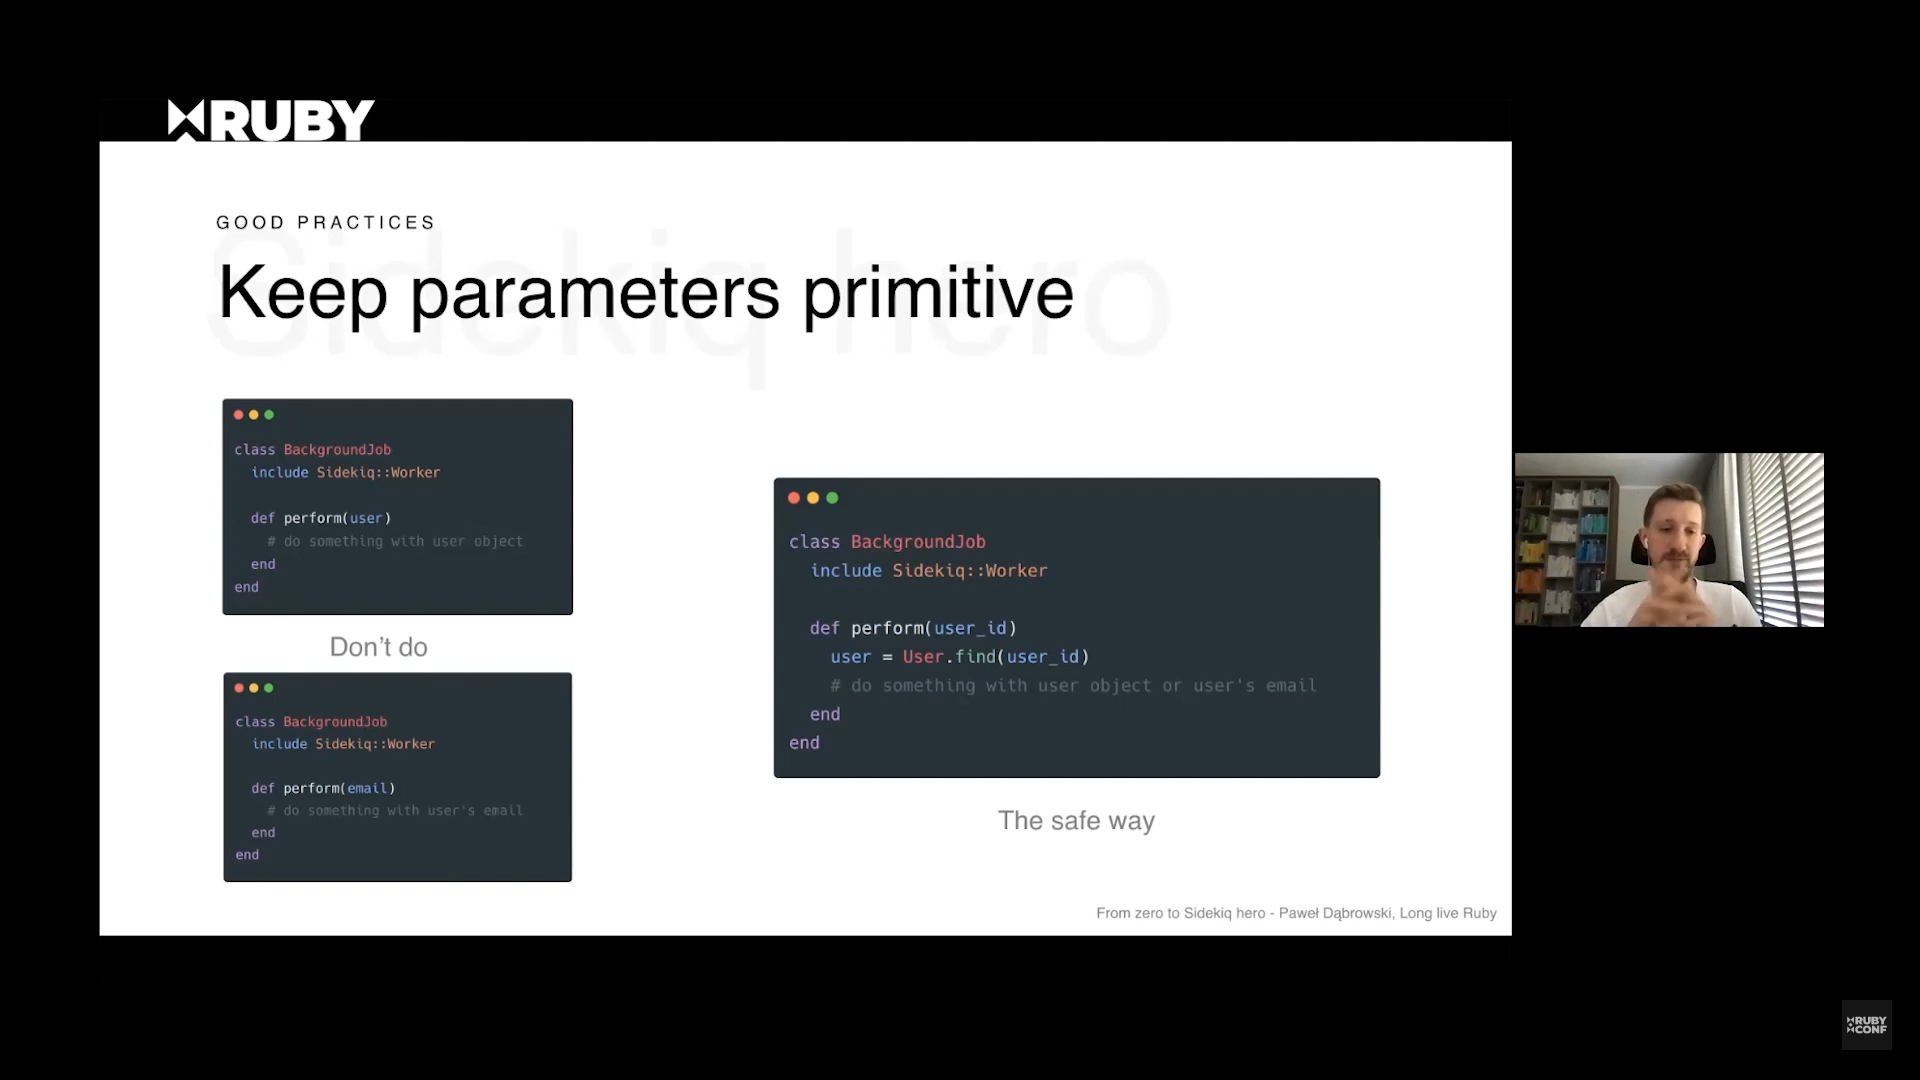 RUBY
GOOD PRACTICES
Sidekiq hero
Keep parameters primitive
class BackgroundJob
include Sidekiq::Worker
def perform(user)
# do something with user object
end
end
Don't do
class BackgroundJob
include Sidekiq::Worker
def perform(email)
# do something with user's email
end
end
class BackgroundJob
include Sidekiq::Worker
def perform(user_id)
user = User.find(user_id)
# do something with user object or user's email
end
end
The safe way
From zero to Sidekiq hero - Paweł Dąbrowski, Long live Ruby
RUBY
CONF